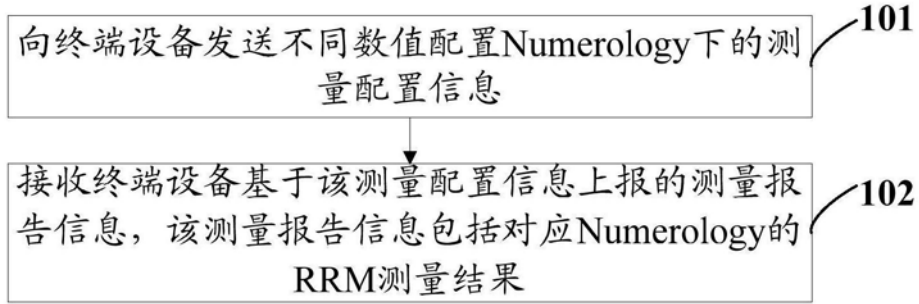 101
向终端设备发送不同数值配置Numerology下的测
量配置信息
102
接收终端设备基于该测量配置信息上报的测量报
告信息，该测量报告信息包括对应Numerology的
RRM测量结果